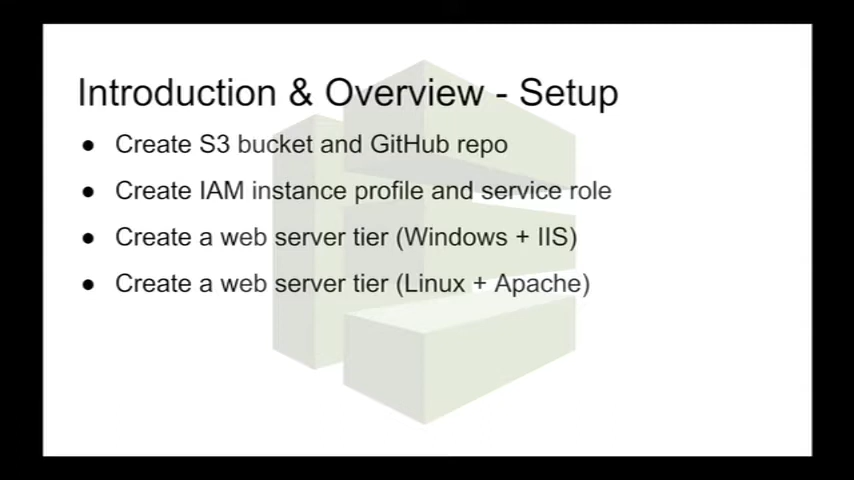 Introduction & Overview - Setup
● Create S3 bucket and GitHub repo
● Create IAM instance profile and service role
● Create a web server tier (Windows + IIS)
● Create a web server tier (Linux + Apache)